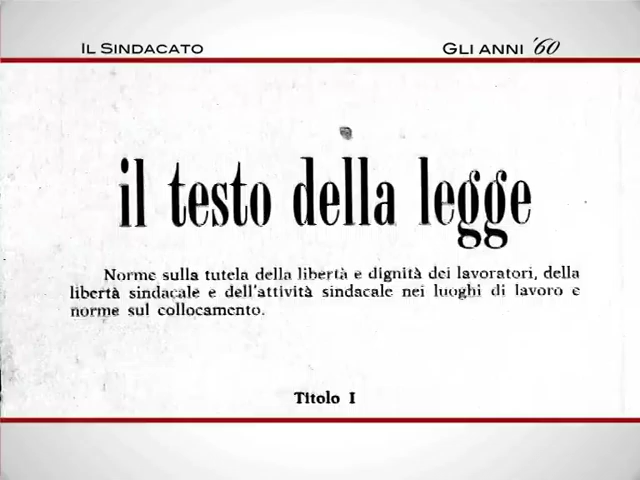 IL SINDACATO
GLI ANNI '60
il testo della legge
Norme sulla tutela della libertà e dignità dei lavoratori, della
libertà sindacale e dell'attività sindacale nei luoghi di lavoro e
norme sul collocamento.
Titolo I